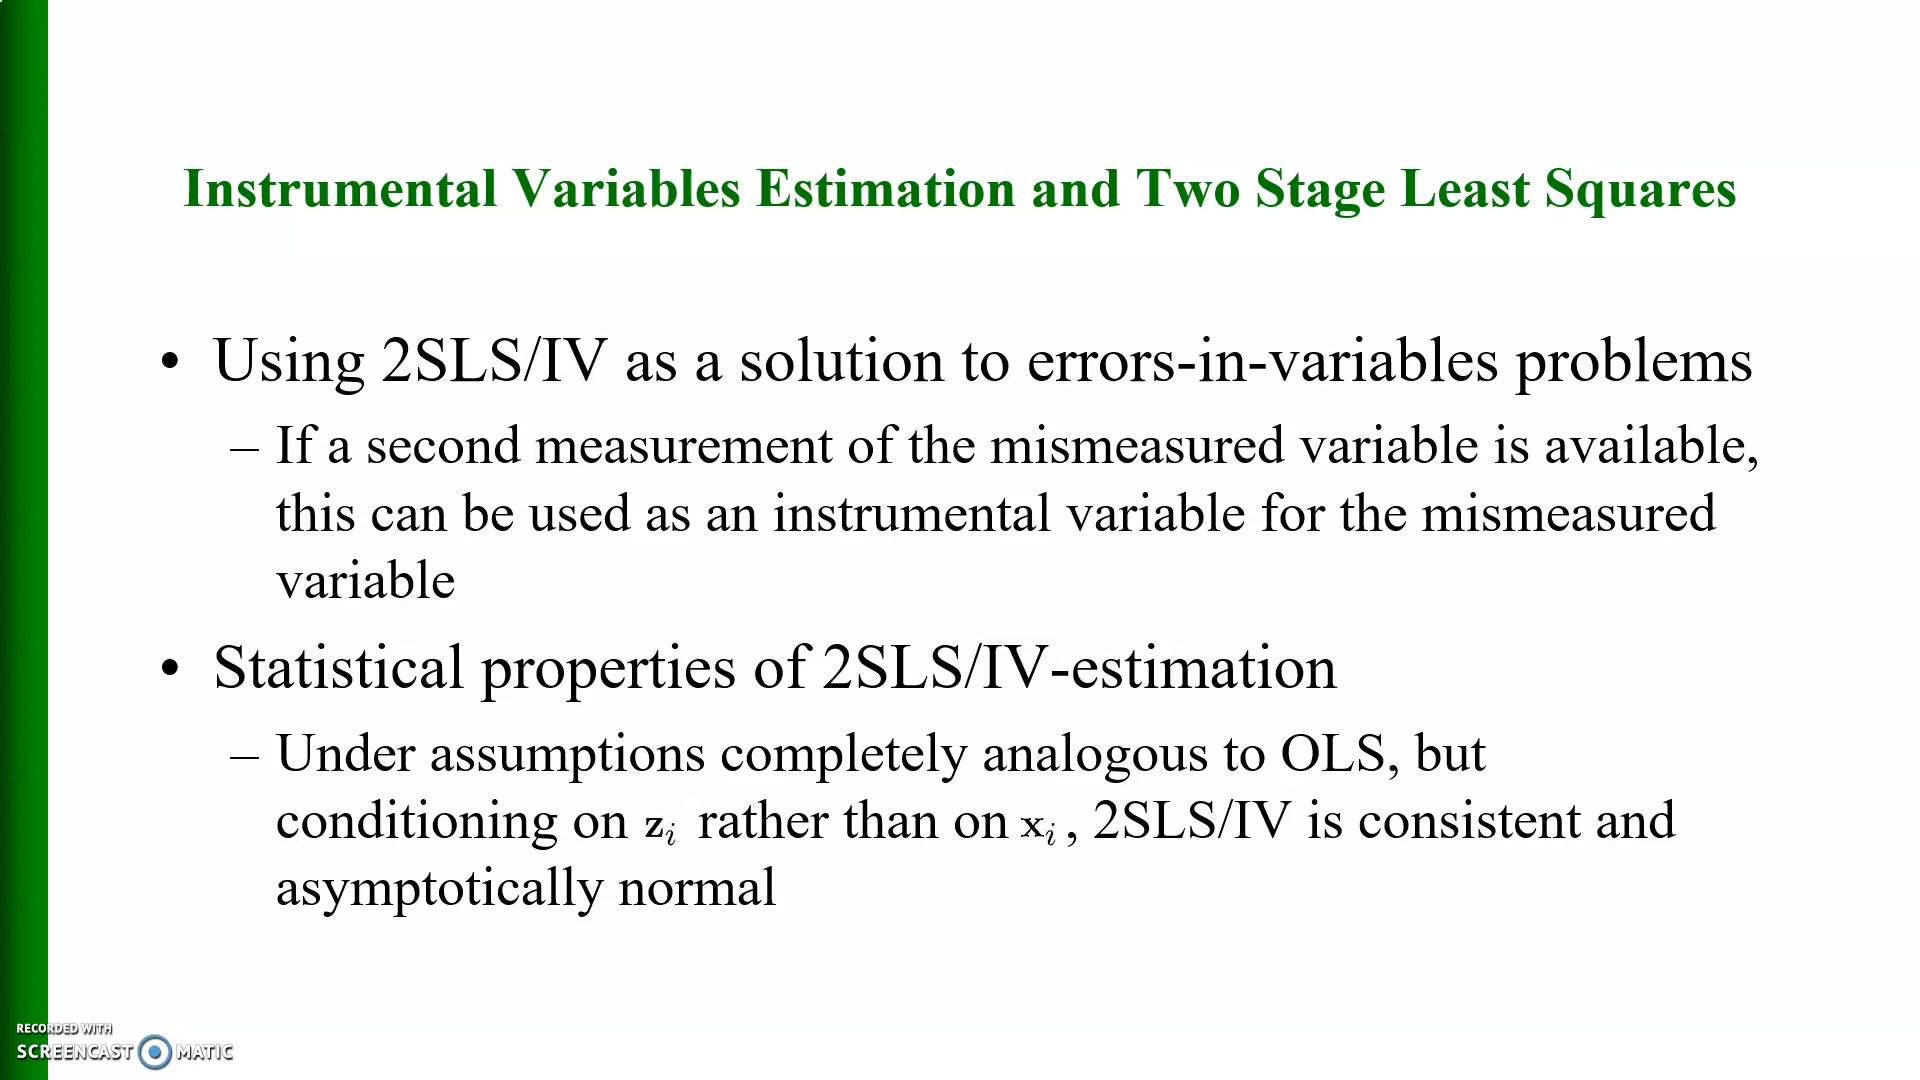 Instrumental Variables Estimation and Two Stage Least Squares
• Using 2SLS/IV as a solution to errors-in-variables problems
– If a second measurement of the mismeasured variable is available,
this can be used as an instrumental variable for the mismeasured
variable
• Statistical properties of 2SLS/IV-estimation
– Under assumptions completely analogous to OLS, but
conditioning on zᵢ rather than on xᵢ, 2SLS/IV is consistent and
asymptotically normal
RECORDED WITH
SCREENCAST MATIC